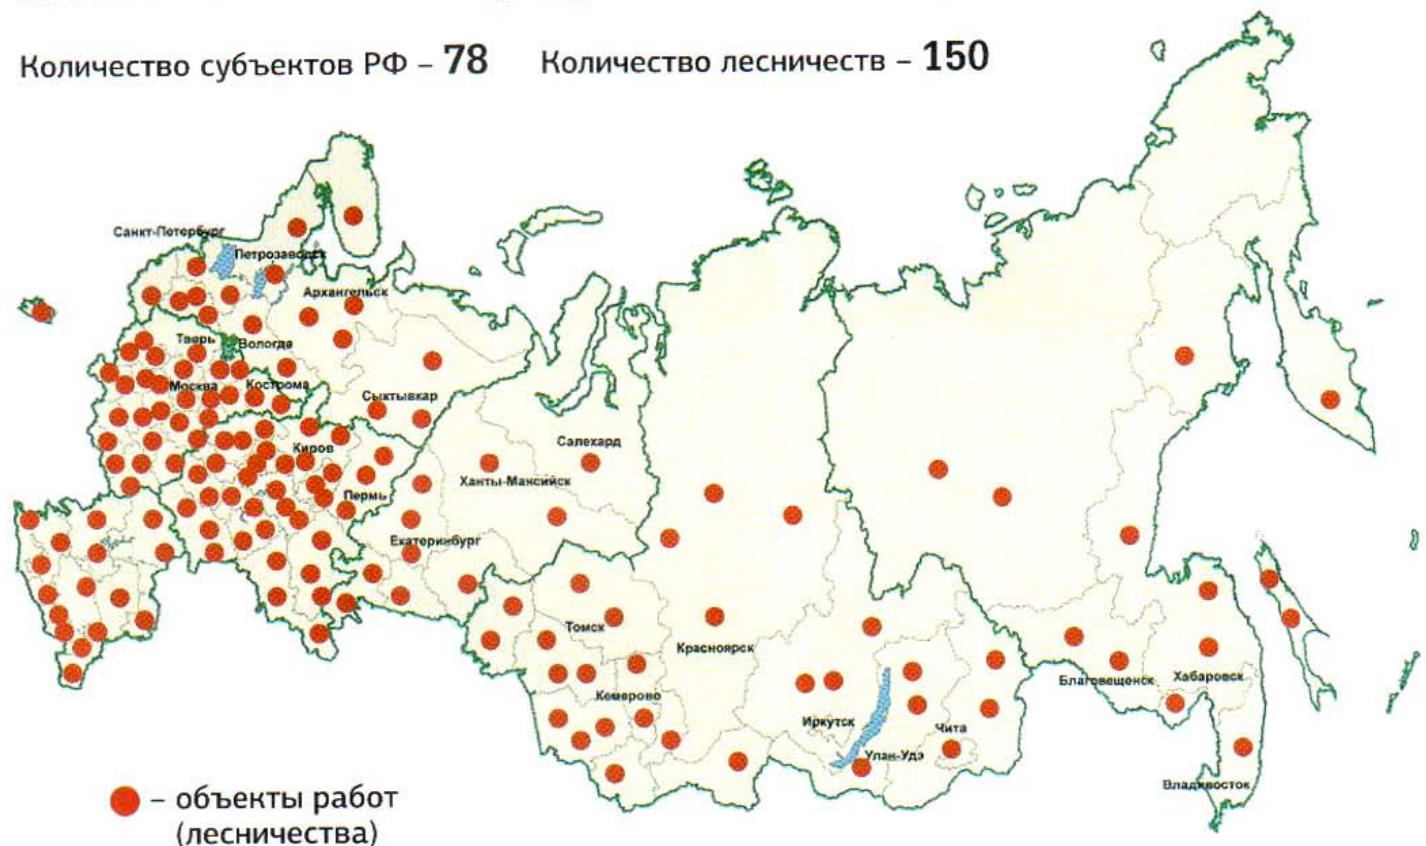 Количество субъектов РФ – 78 Количество лесничеств – 150
Санкт-Петербург
Петрозаводск
Архангельск
Тверь
Вологда
Москва
Кострома
Сыктывкар
Салехард
Киров
Ханты-Мансийск
Пермь
Екатеринбург
Томск
Красноярск
Кемерово
Благовещенск
Хабаровск
Иркутск
Чита
Улан-Удэ
Владивосток
– объекты работ
(лесничества)